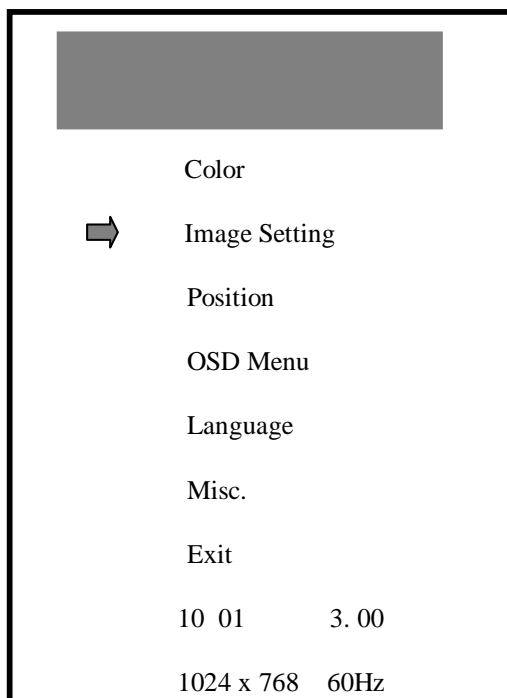 Color
Image Setting
Position
OSD Menu
Language
Misc.
Exit
10 01 3. 00
1024 x 768 60Hz